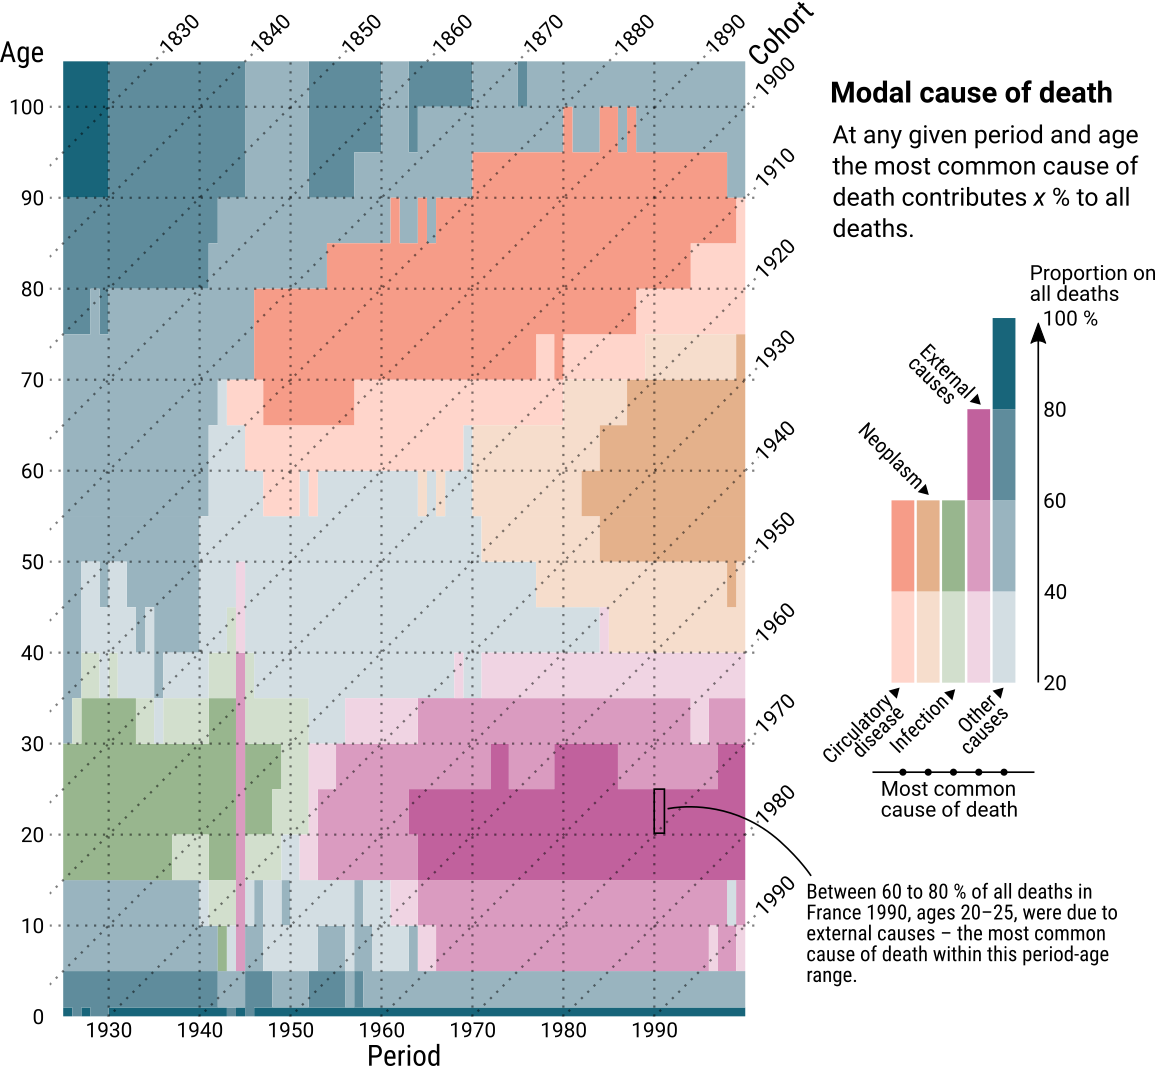 1830
1840
1850
1860
1870
1880
1890
Cohort
Age
1900
100
1910
90
1920
80
1930
70
1940
60
1950
50
1960
40
1970
30
1980
20
1990
10
0
1930
1940
1950
1960
1970
1980
1990
Period
Modal cause of death
At any given period and age
the most common cause of
death contributes x % to all
deaths.
Proportion on
all deaths
100 %
80
60
40
20
External
causes
Neoplasm
Circulatory
disease
Infection
Other
causes
Most common
cause of death
Between 60 to 80 % of all deaths in
France 1990, ages 20–25, were due to
external causes – the most common
cause of death within this period-age
range.